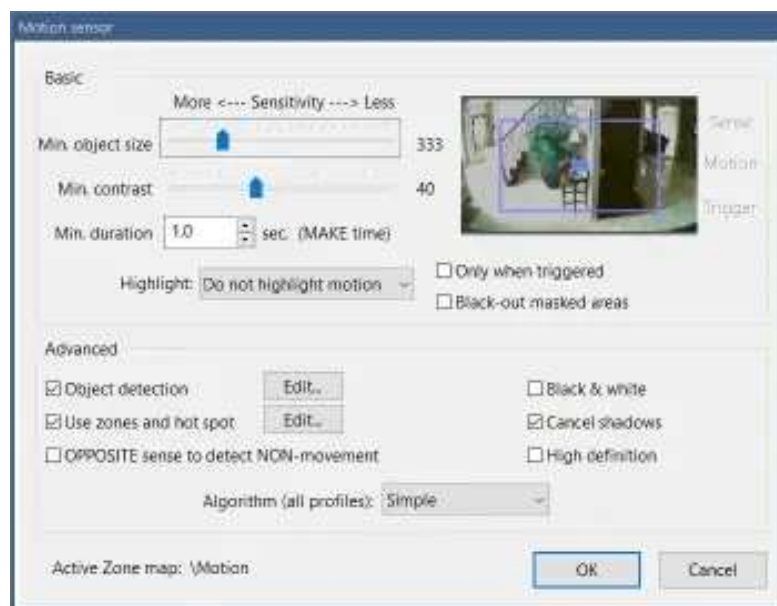 Motion sensor
Basic
More <--- Sensitivity ---> Less
Min. object size 333
Min. contrast 40
Min. duration 1.0 sec. (MAKE time)
Highlight: Do not highlight motion
Sense
Motion
Trigger
Only when triggered
Black-out masked areas
Advanced
Object detection Edit... Black & white
Use zones and hot spot Edit... Cancel shadows
OPPOSITE sense to detect NON-movement High definition
Algorithm (all profiles): Simple
Active Zone map: \Motion OK Cancel